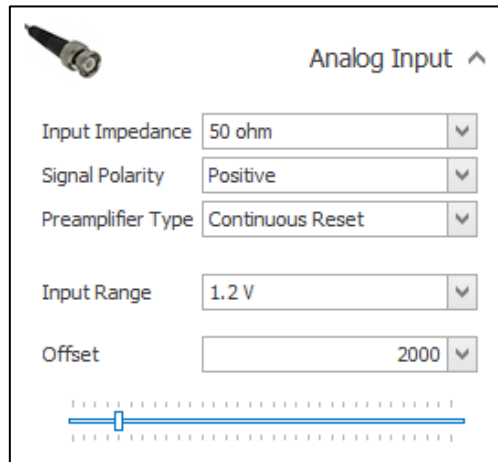 Analog Input
Input Impedance 50 ohm
Signal Polarity Positive
Preamplifier Type Continuous Reset
Input Range 1.2 V
Offset 2000